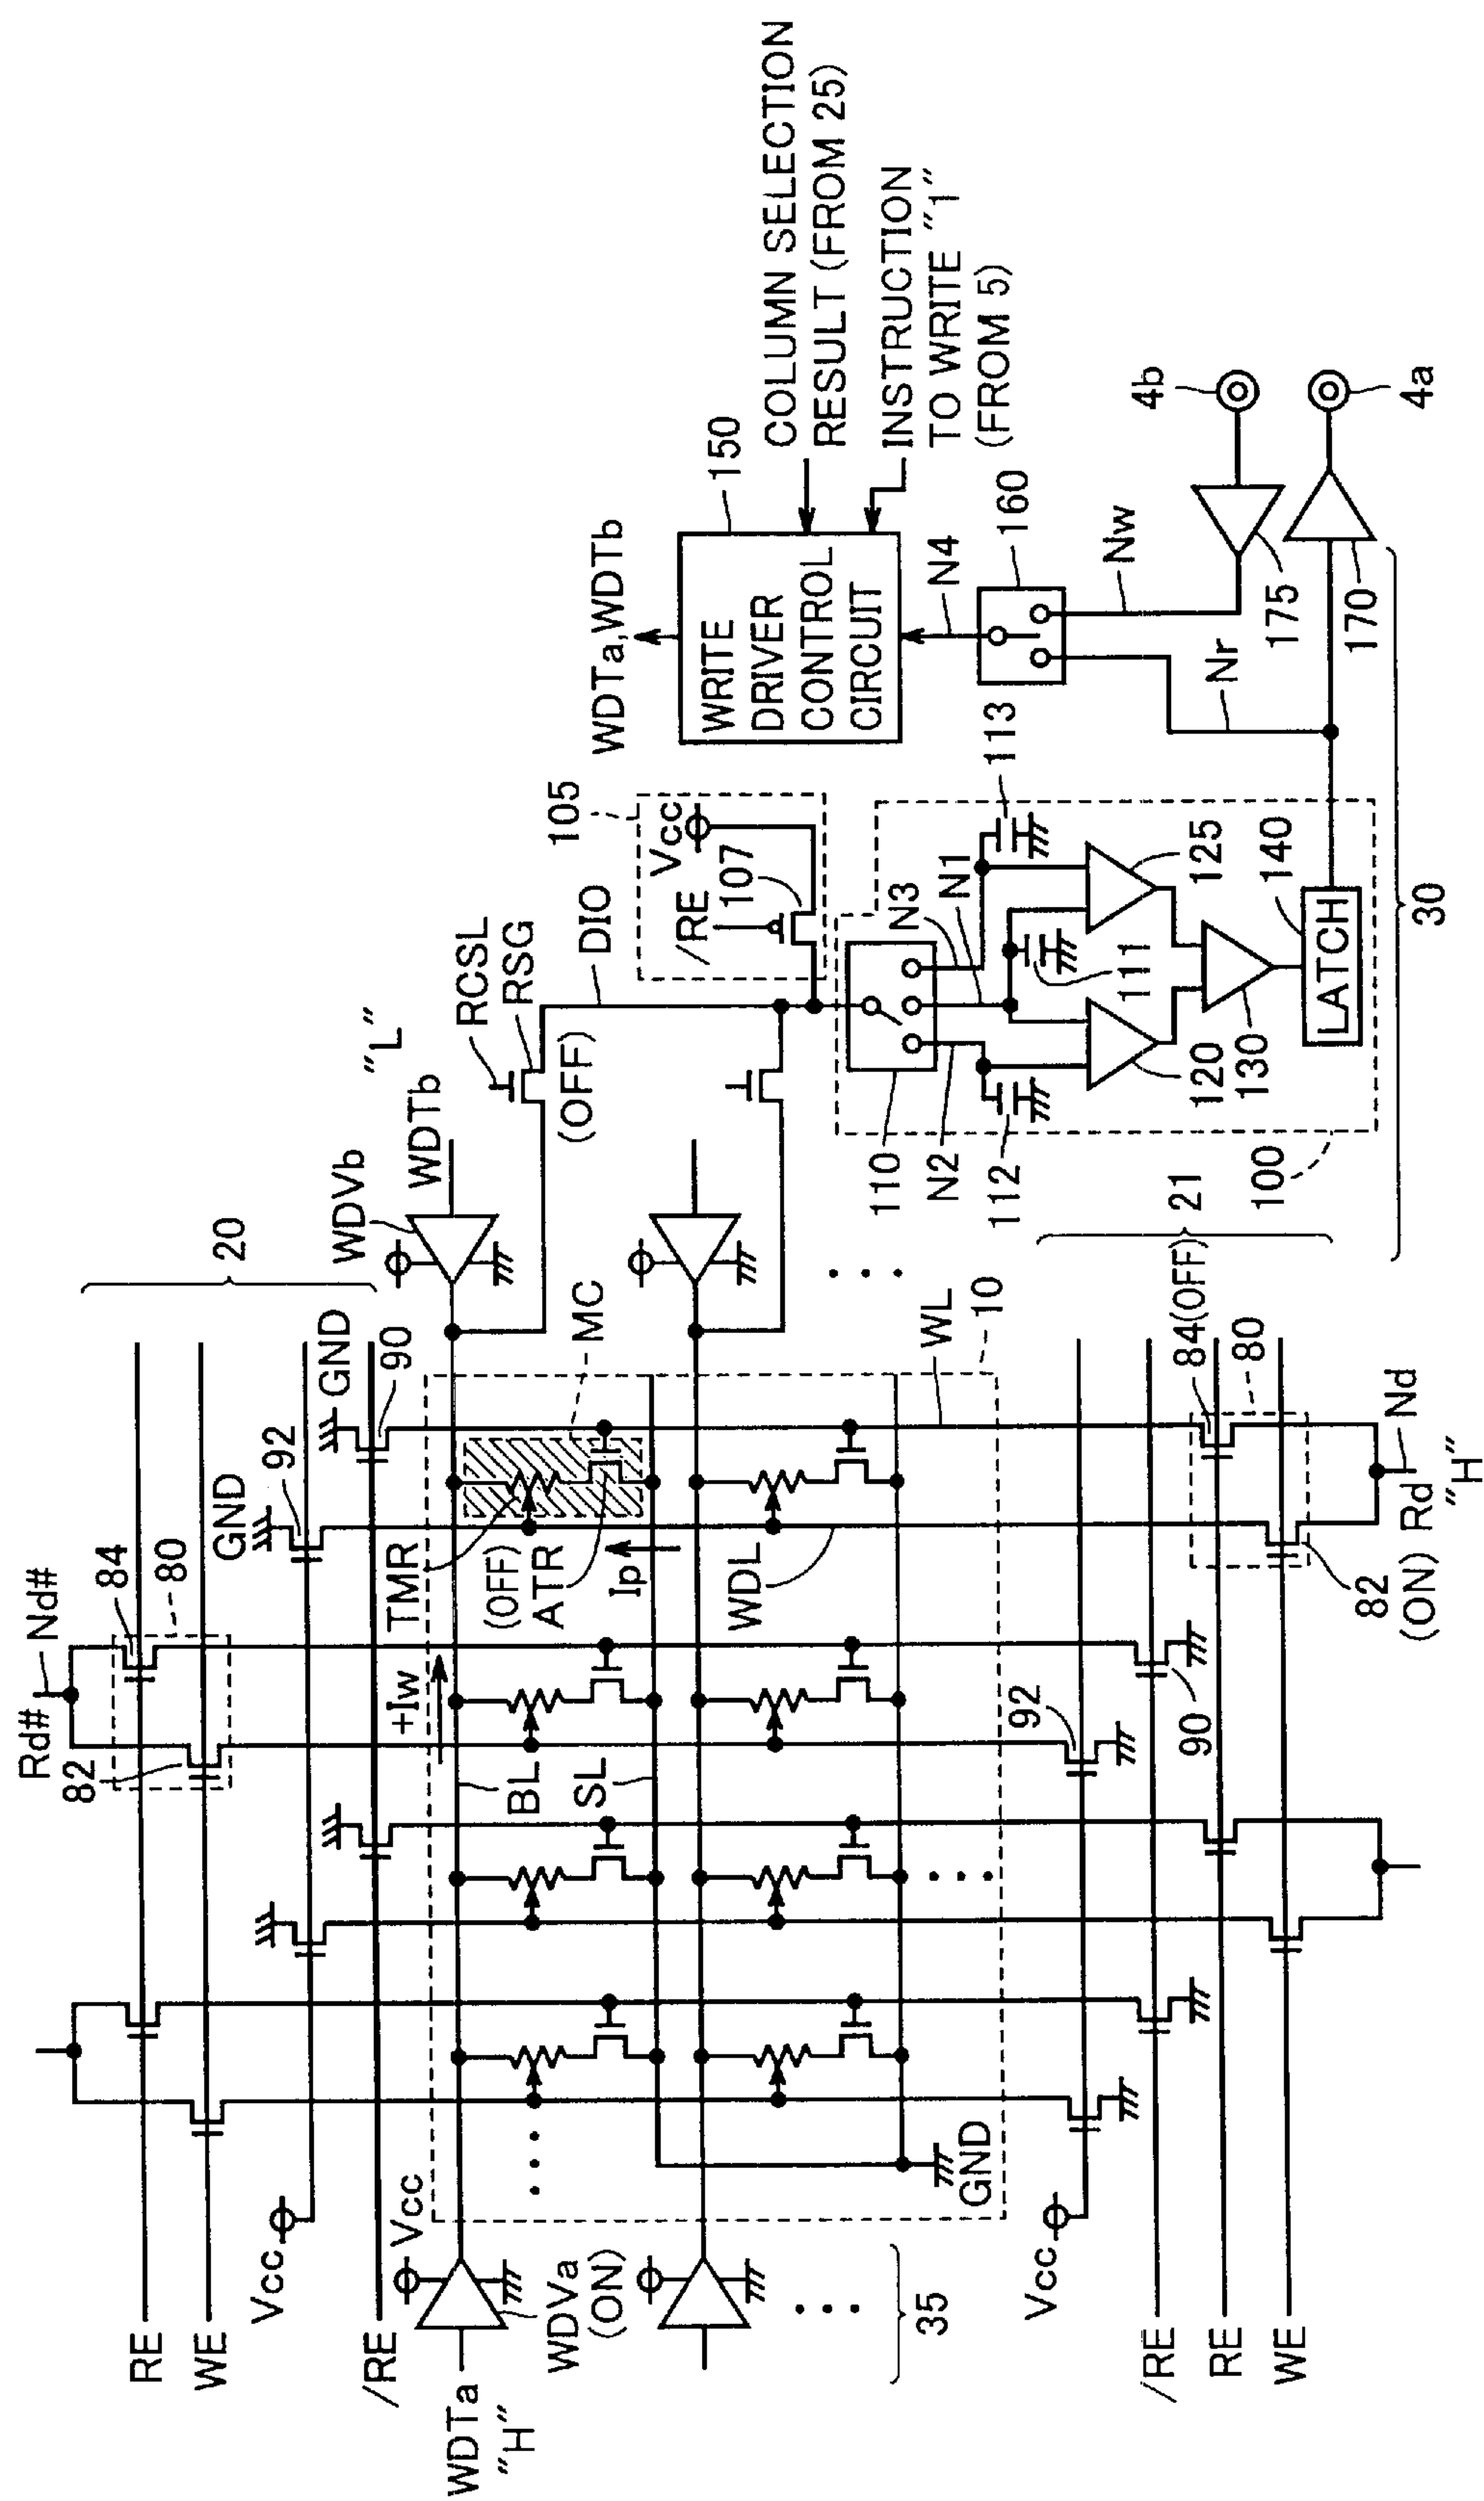 RE
WE
Vcc
/RE
WDTa
"H"
Vcc
WDVa
(ON)
35
Vcc
/RE
RE
WE
GND
Rd#
Nd#
82
84
80
+Iw
BL
SL
92
90
GND
92
GND
90
20
TMR
(OFF)
ATR
Ip
WDL
MC
WL
10
82
(ON)
84(OFF)
80
Nd
Rd
"H"
21
WDVb
WDTb
"L"
RCSL
RSG
(OFF)
DIO
105
Vcc
/RE
107
110
N2
112
N3
N1
111
113
120
125
130
140
LATCH
100
30
WDTa,WDTb
150
WRITE
DRIVER
CONTROL
CIRCUIT
COLUMN SELECTION
RESULT (FROM 25)
INSTRUCTION
TO WRITE "1"
(FROM 5)
N4
160
Nr
Nw
175
170
4b
4a